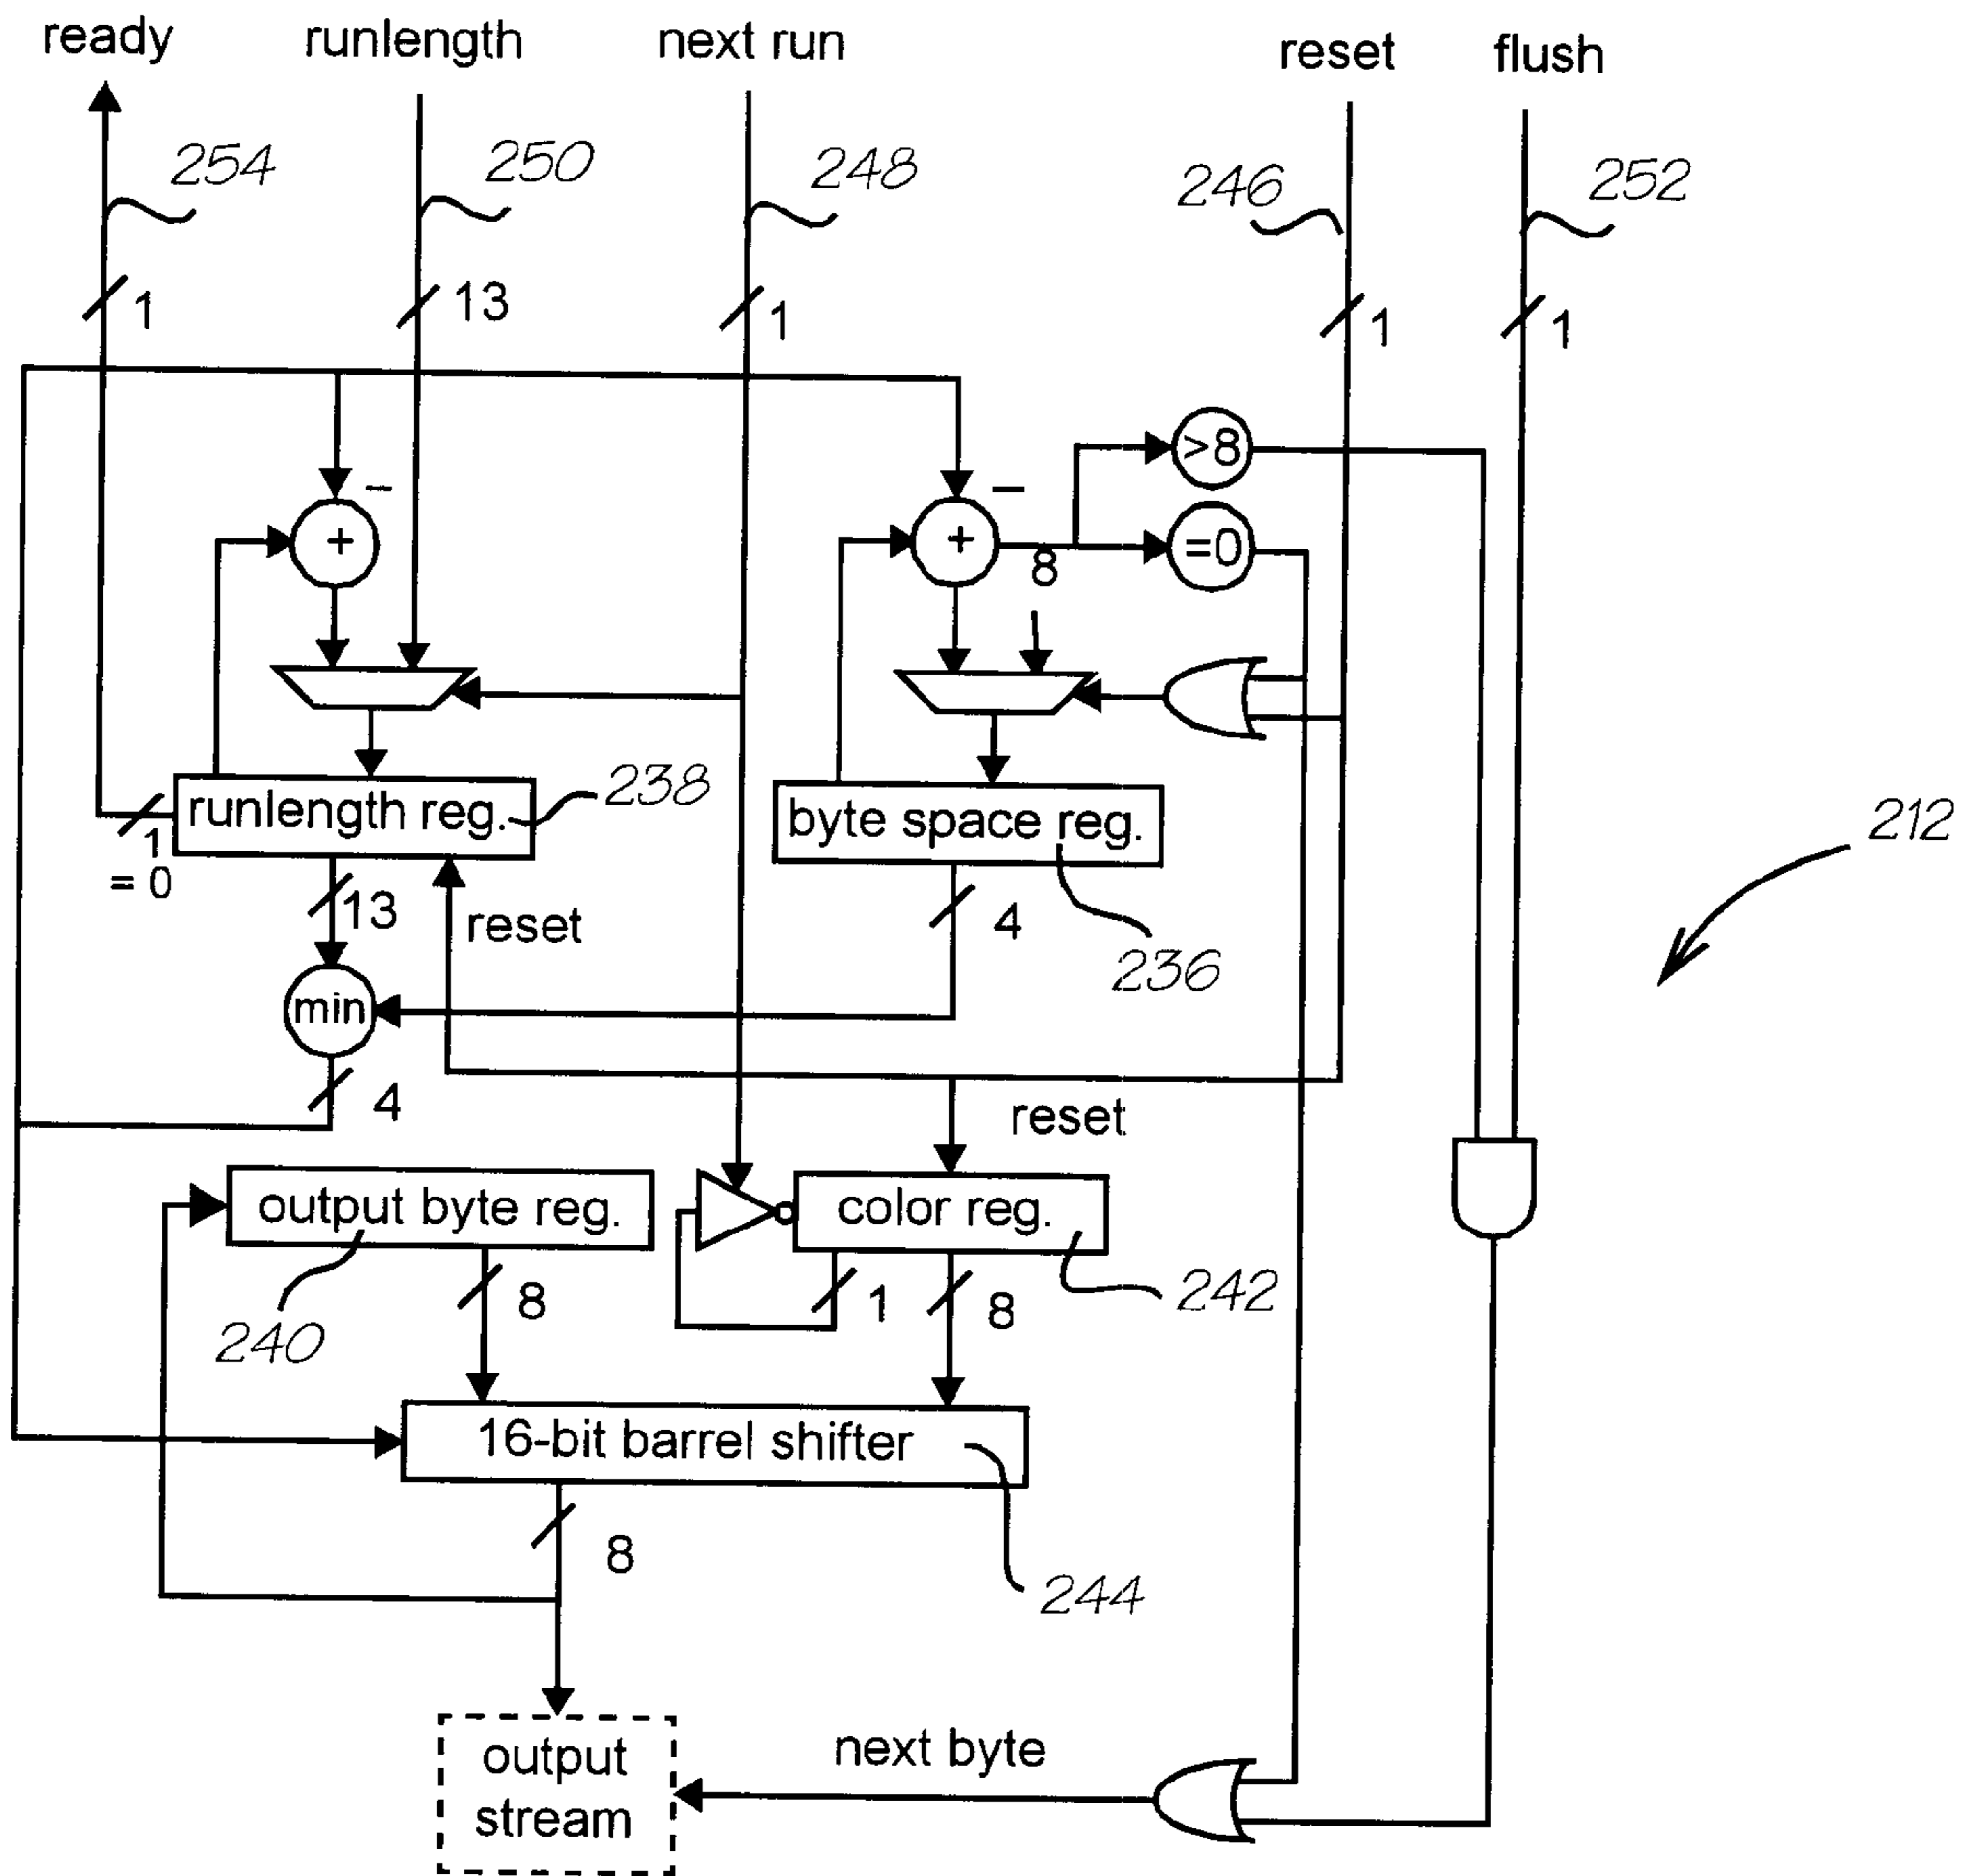 ready
runlength
next run
reset
flush
254
250
248
246
252
1
13
1
1
1
>8
−
−
+
+
=0
8
runlength reg.
238
byte space reg.
212
1
= 0
13
reset
4
236
min
4
reset
output byte reg.
color reg.
240
8
1
8
242
16-bit barrel shifter
8
244
output
stream
next byte